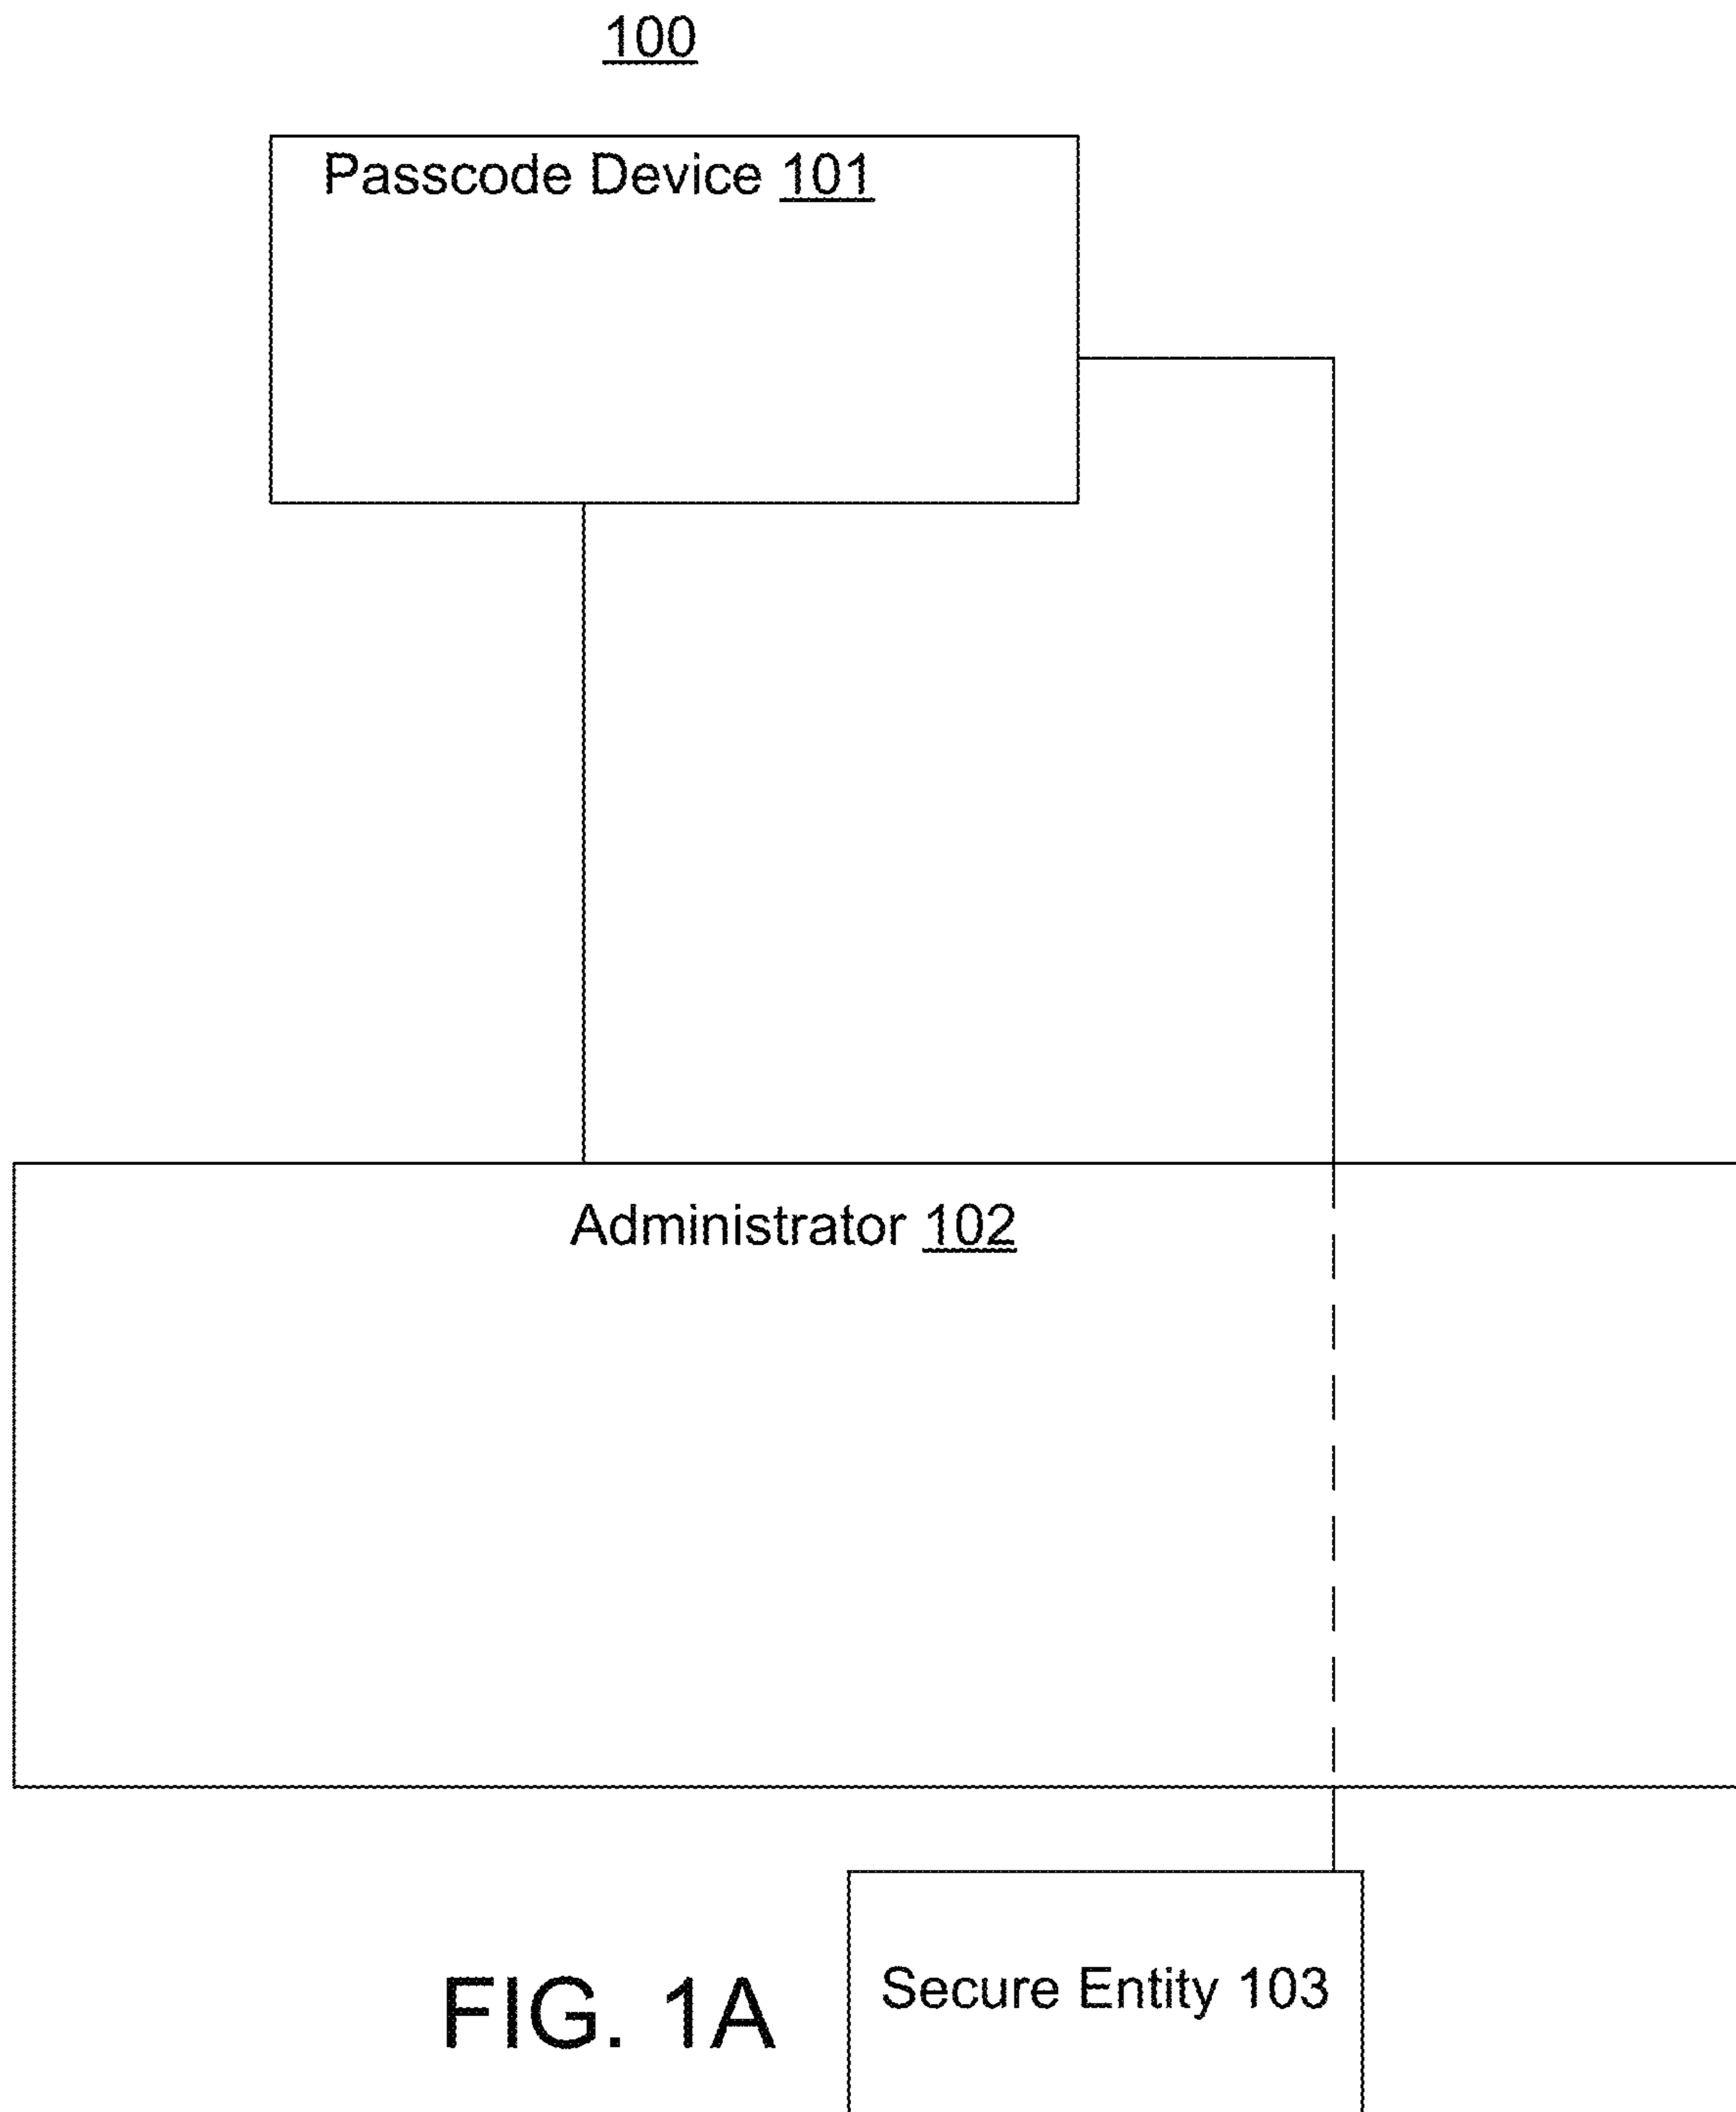 100
Passcode Device 101
Administrator 102
Secure Entity 103
FIG. 1A